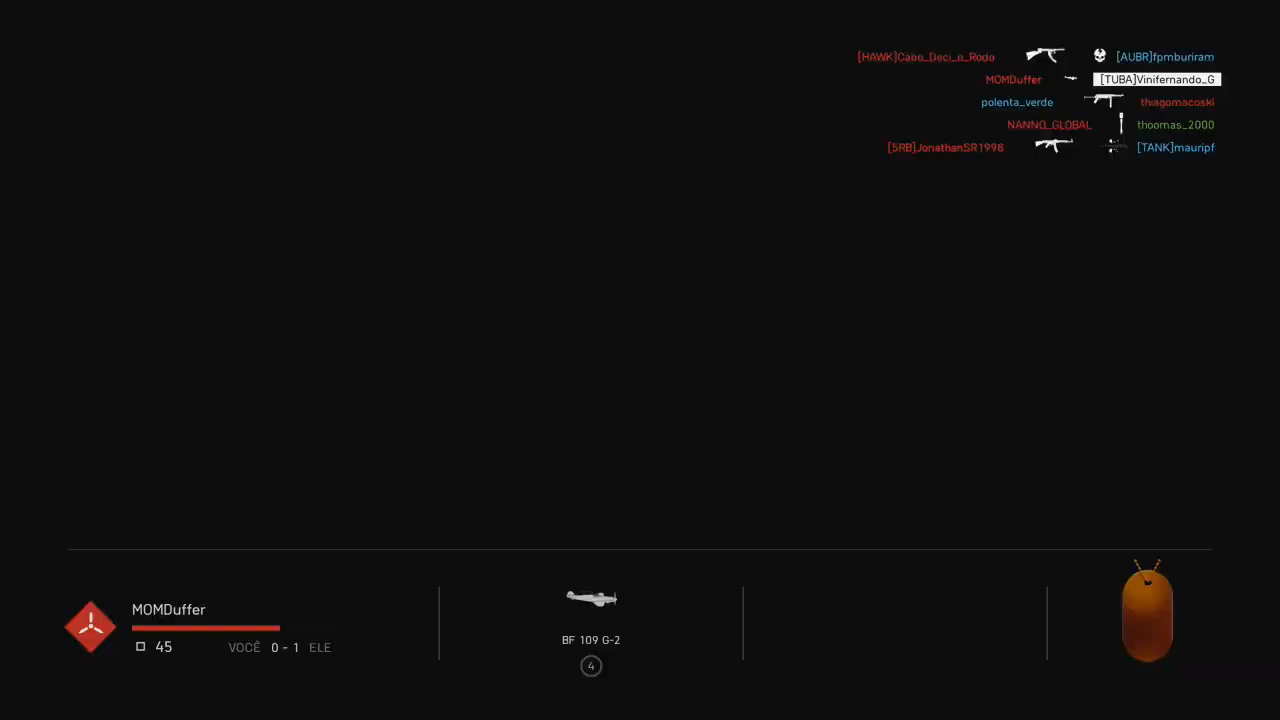 [HAWK]Cabo_Deci_o_Rodo [AUBR]fpmburiram
MOMDuffer [TUBA]Vinifernando_G
polenta_verde thiagomacoski
NANNO_GLOBAL thoomas_2000
[5RB]JonathanSR1998 [TANK]mauripf
MOMDuffer
45 VOCÊ 0 - 1 ELE
BF 109 G-2
4